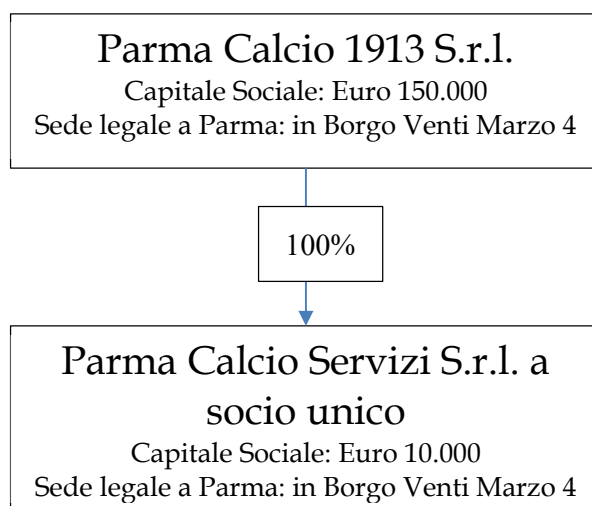 Parma Calcio 1913 S.r.l.
Capitale Sociale: Euro 150.000
Sede legale a Parma: in Borgo Venti Marzo 4
100%
Parma Calcio Servizi S.r.l. a
socio unico
Capitale Sociale: Euro 10.000
Sede legale a Parma: in Borgo Venti Marzo 4